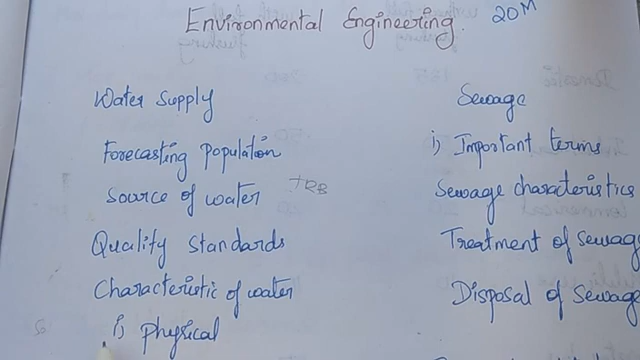 Environmental Engineering. 20M
Water Supply
Forecasting Population
Source of water
Quality Standards
Characteristic of water
i) Physical
Sewage
i) Important terms
Sewage characteristics
Treatment of sewag
Disposal of Sewage